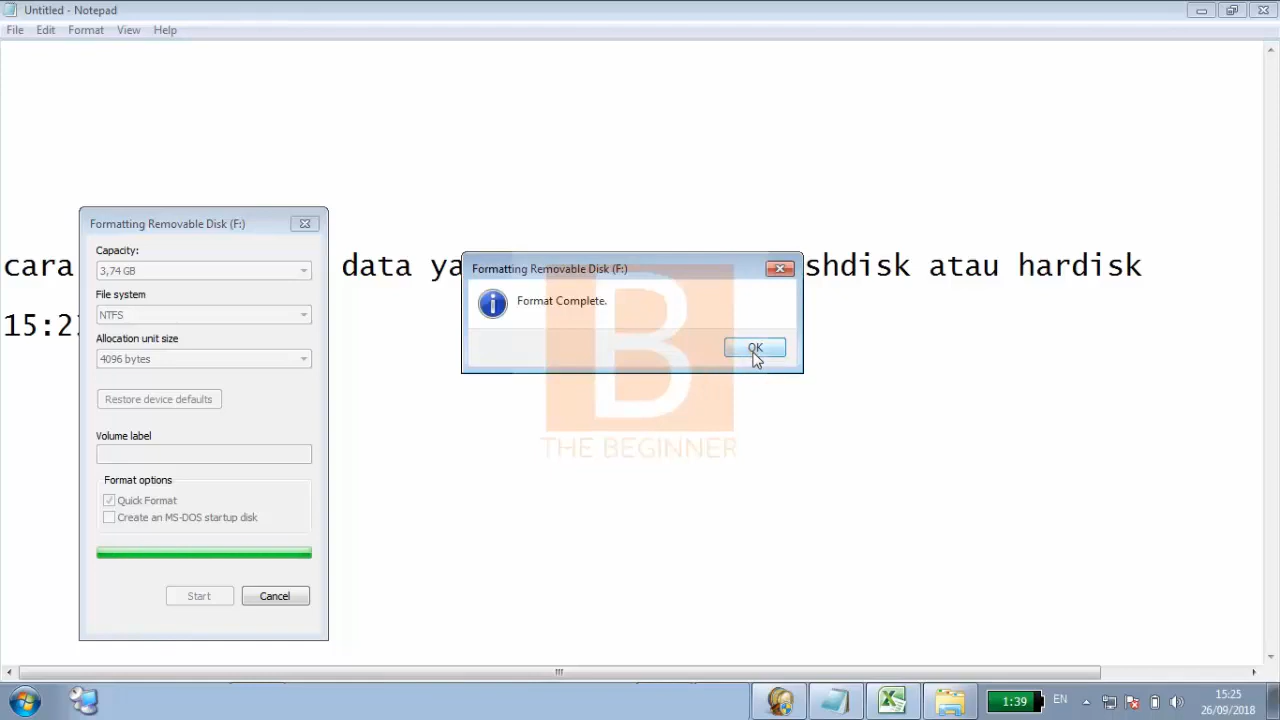 Untitled - Notepad
File Edit Format View Help
Formatting Removable Disk (F:)
Capacity:
3,74 GB
File system
NTFS
Allocation unit size
4096 bytes
Restore device defaults
Volume label
Format options
Quick Format
Create an MS-DOS startup disk
Start Cancel
cara data ya shdisk atau hardisk
15:2
Formatting Removable Disk (F:)
Format Complete.
OK
B
THE BEGINNER
1:39 EN 15:25
26/09/2018